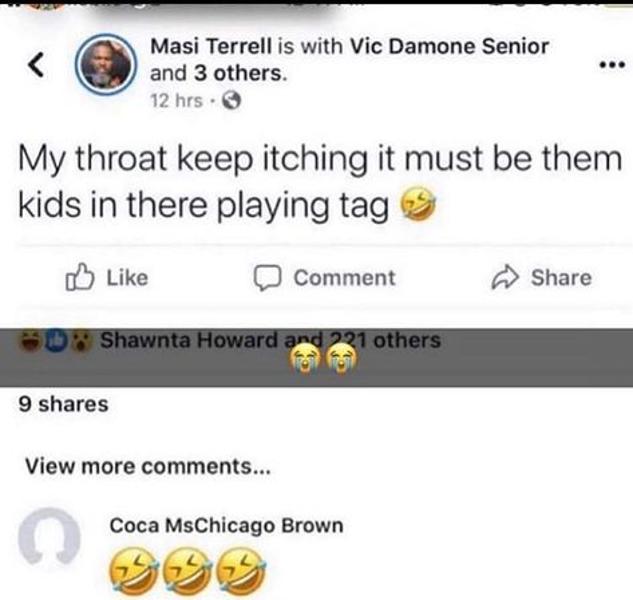 Masi Terrell is with Vic Damone Senior
and 3 others.
12 hrs ·
My throat keep itching it must be them
kids in there playing tag 🤣
Like Comment Share
Shawnta Howard and 221 others
😭😭
9 shares
View more comments...
Coca MsChicago Brown
🤣🤣🤣